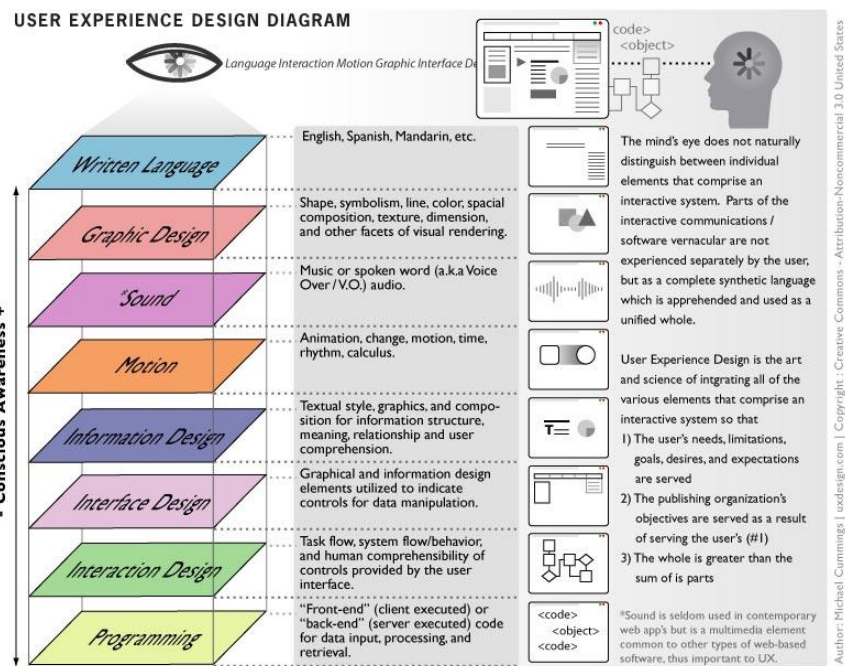 USER EXPERIENCE DESIGN DIAGRAM
Language Interaction Motion Graphic Interface De
code>
<object>
Written Language
English, Spanish, Mandarin, etc.
Graphic Design
Shape, symbolism, line, color, spacial
composition, texture, dimension,
and other facets of visual rendering.
*Sound
Music or spoken word (a.k.a Voice
Over / V.O.) audio.
Motion
Animation, change, motion, time,
rhythm, calculus.
Information Design
Textual style, graphics, and compo-
sition for information structure,
meaning, relationship and user
comprehension.
T
Interface Design
Graphical and information design
elements utilized to indicate
controls for data manipulation.
Interaction Design
Task flow, system flow/behavior,
and human comprehensibility of
controls provided by the user
interface.
Programming
"Front-end" (client executed) or
"back-end" (server executed) code
for data input, processing, and
retrieval.
<code>
<object>
<code>
- Conscious Awareness +
The mind's eye does not naturally
distinguish between individual
elements that comprise an
interactive system. Parts of the
interactive communications /
software vernacular are not
experienced separately by the user,
but as a complete synthetic language
which is apprehended and used as a
unified whole.
User Experience Design is the art
and science of intgrating all of the
various elements that comprise an
interactive system so that
1) The user's needs, limitations,
goals, desires, and expectations
are served
2) The publishing organization's
objectives are served as a result
of serving the user's (#1)
3) The whole is greater than the
sum of is parts
*Sound is seldom used in contemporary
web app's but is a multimedia element
common to other types of web-based
software, thus important to UX.
Author: Michael Cummings | uxdesign.com | Copyright : Creative Commons - Attribution-Noncommercial 3.0 United States